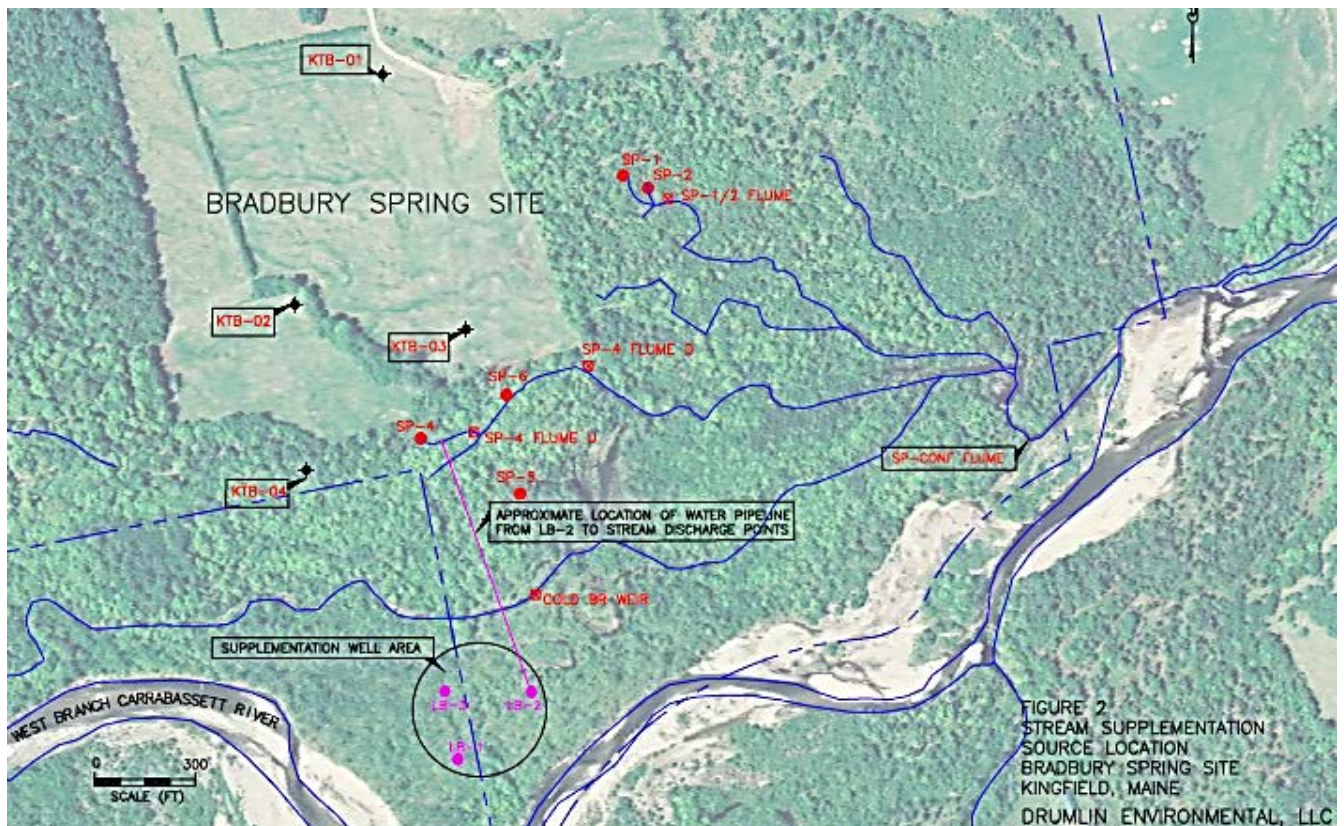 KTB-01
SP-1
SP-2
SP-1/2 FLUME
BRADBURY SPRING SITE
KTB-02
KTB-03
SP-4 FLUME D
SP-6
SP-4
SP-4 FLUME U
SP-CONF FLUME
KTB-04
SP-5
APPROXIMATE LOCATION OF WATER PIPELINE
FROM LB-2 TO STREAM DISCHARGE POINTS
COLD BR WEIR
SUPPLEMENTATION WELL AREA
LB-3
LB-2
LB-1
WEST BRANCH CARRABASSETT RIVER
0 300
SCALE (FT)
FIGURE 2
STREAM SUPPLEMENTATION
SOURCE LOCATION
BRADBURY SPRING SITE
KINGFIELD, MAINE
DRUMLIN ENVIRONMENTAL, LLC